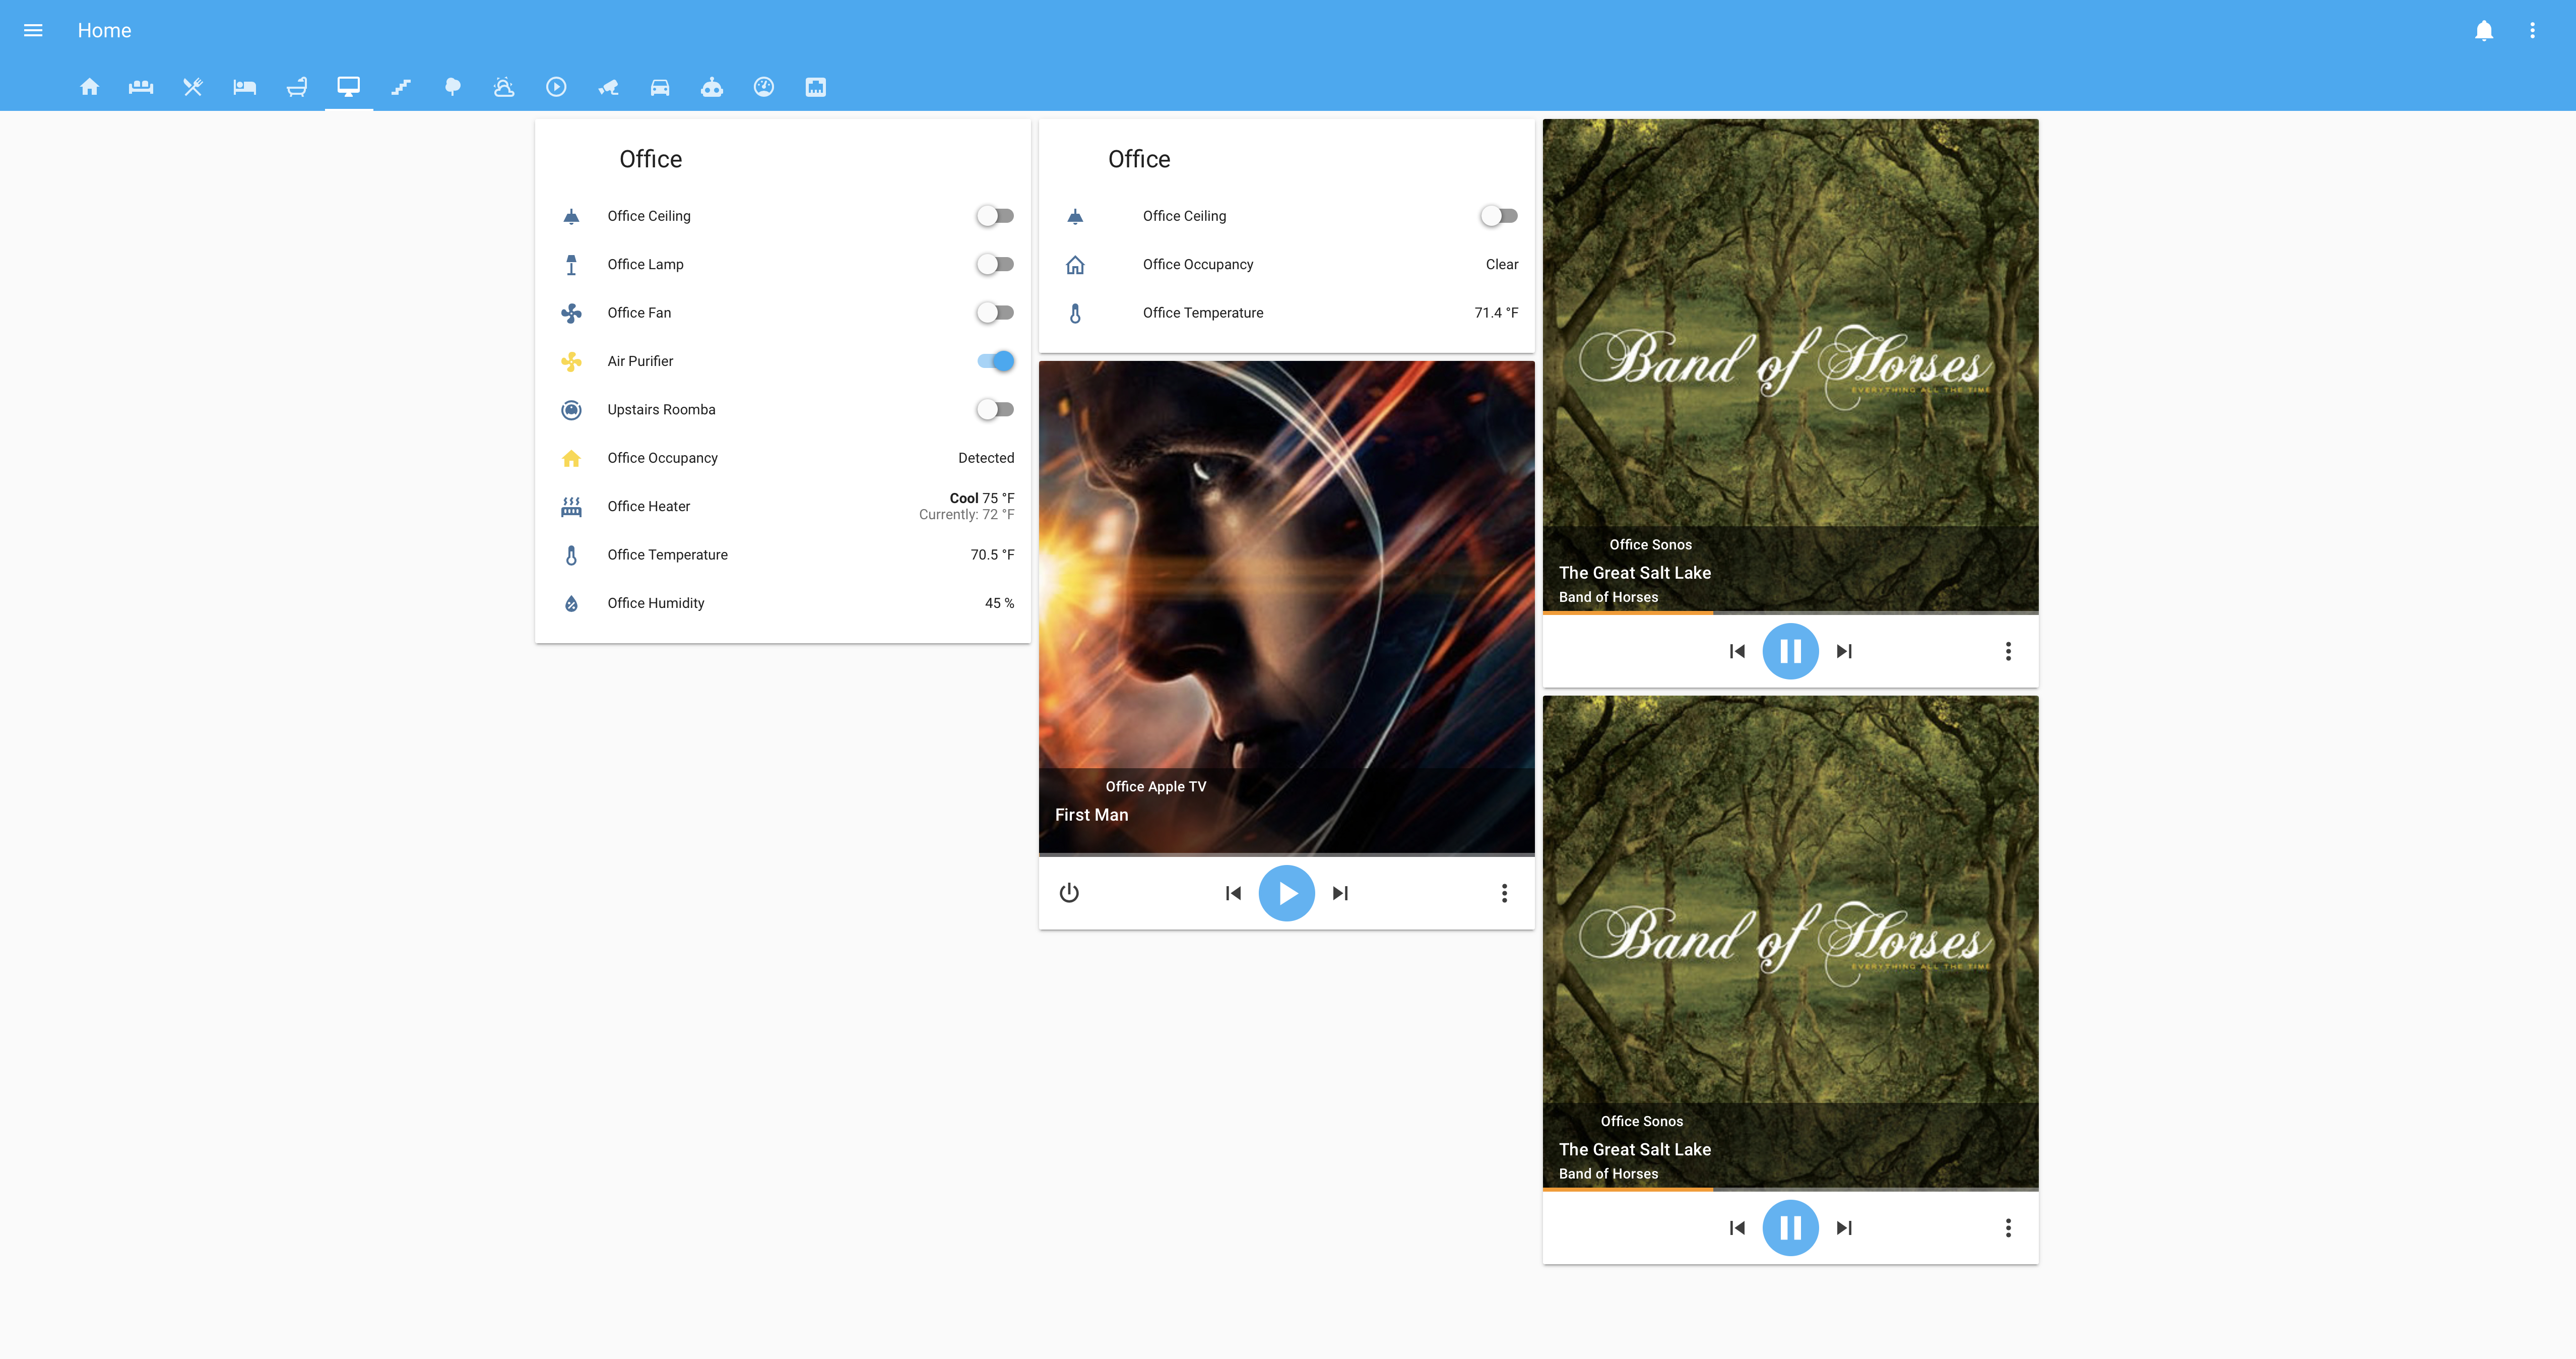 Home
Office
Office Ceiling
Office Lamp
Office Fan
Air Purifier
Upstairs Roomba
Office Occupancy Detected
Office Heater Cool 75 °F
Currently: 72 °F
Office Temperature 70.5 °F
Office Humidity 45 %
Office
Office Ceiling
Office Occupancy Clear
Office Temperature 71.4 °F
Office Apple TV
First Man
Band of Horses
EVERYTHING ALL THE TIME
Office Sonos
The Great Salt Lake
Band of Horses
Band of Horses
EVERYTHING ALL THE TIME
Office Sonos
The Great Salt Lake
Band of Horses